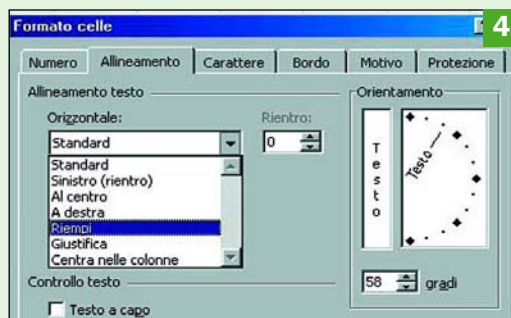 Formato celle
4
Numero Allineamento Carattere Bordo Motivo Protezione
Allineamento testo
Orizzontale:
Rientro:
Standard
0
Standard
Sinistro (rientro)
Al centro
A destra
Riempi
Giustifica
Centra nelle colonne
Controllo testo
Testo a capo
Orientamento
Testo
Testo
58 gradi